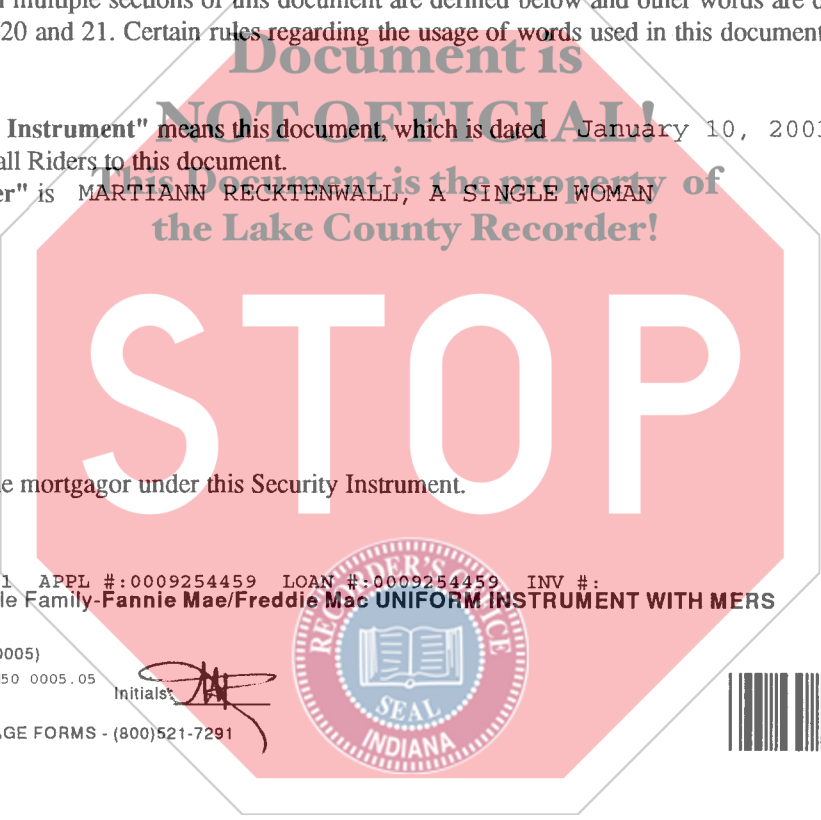 multiple sections of this document are defined below and other words are
20 and 21. Certain rules regarding the usage of words used in this document
Document is
NOT OFFICIAL!
Instrument" means this document, which is dated January 10, 2003
all Riders to this document.
This Document is the property of
er" is MARTIANN RECKTENWALL, A SINGLE WOMAN
the Lake County Recorder!
STOP
e mortgagor under this Security Instrument.
1 APPL #:0009254459 LOAN #:0009254459 INV #:
le Family-Fannie Mae/Freddie Mac UNIFORM INSTRUMENT WITH MERS
0005)
50 0005.05
Initials:
AGE FORMS - (800)521-7291
RECORDER'S OFFICE
SEAL
INDIANA